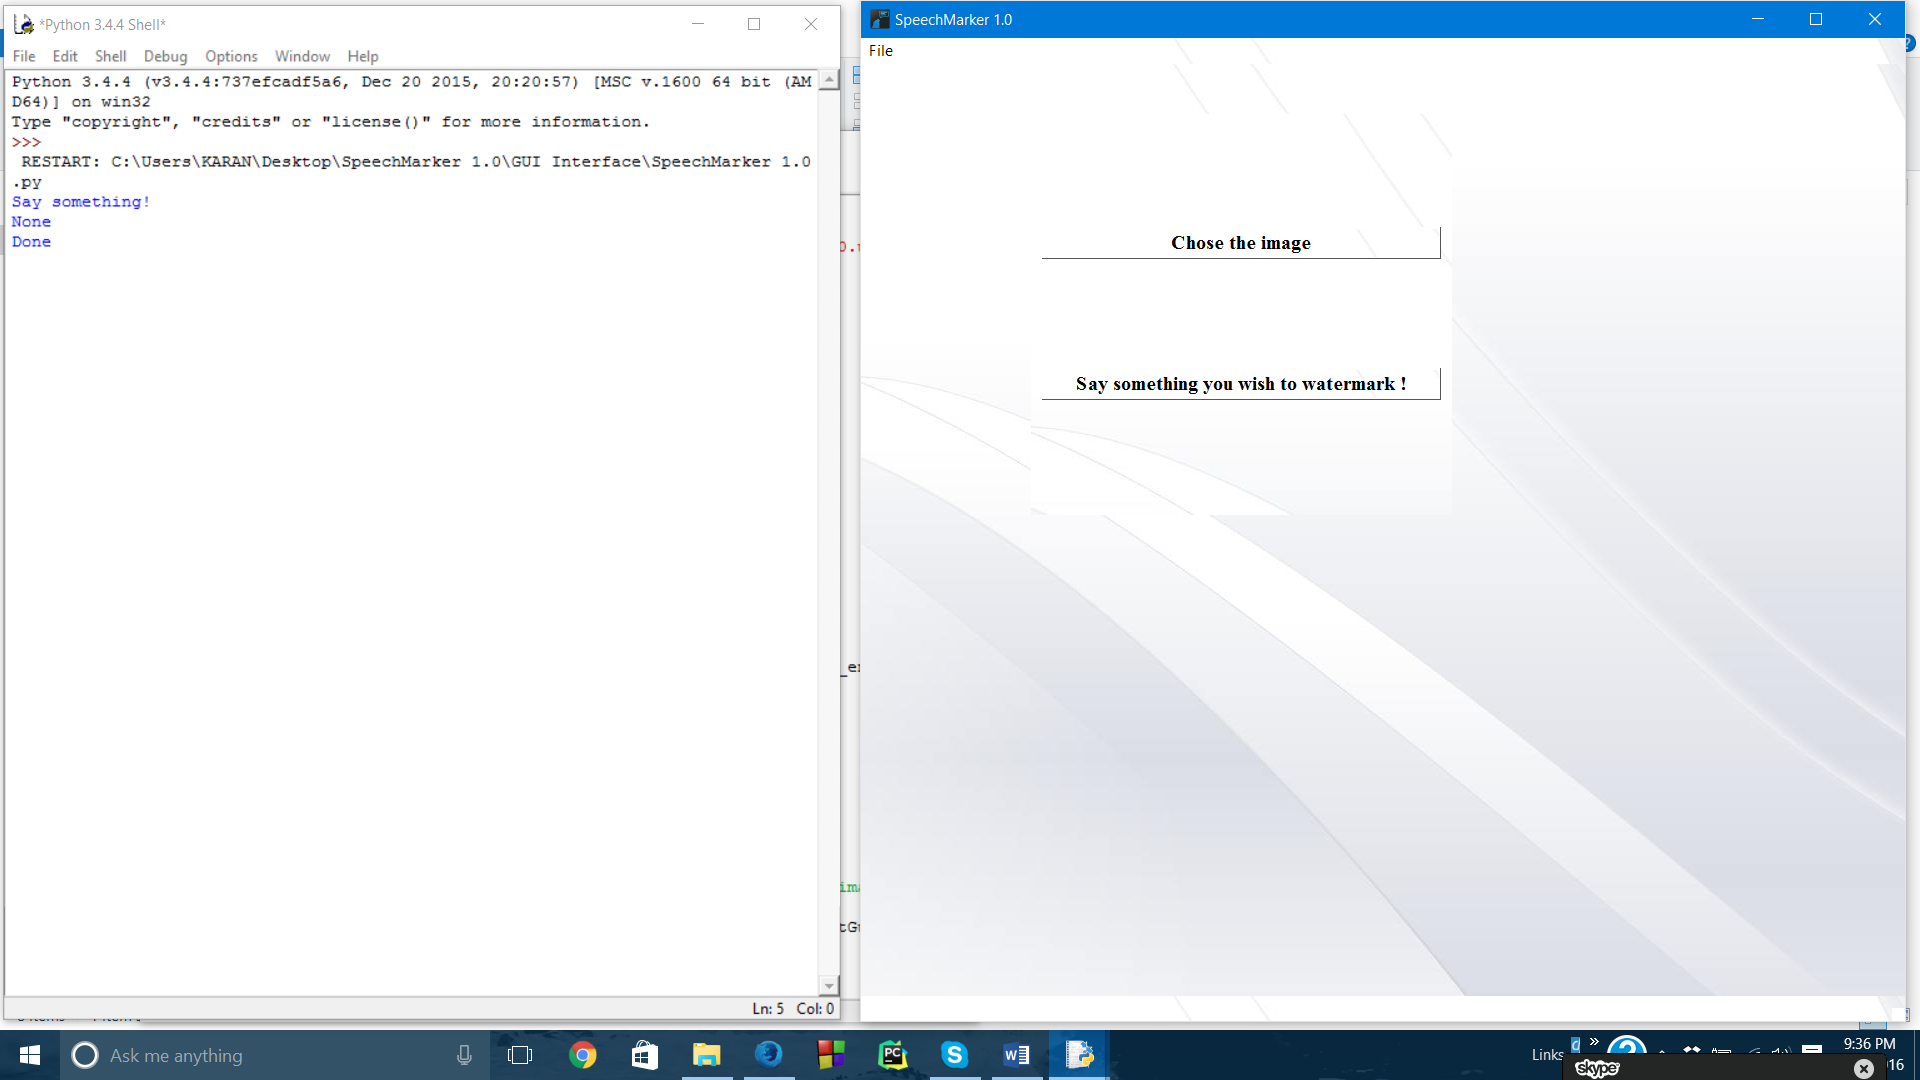 *Python 3.4.4 Shell*
File Edit Shell Debug Options Window Help
Python 3.4.4 (v3.4.4:737efcadf5a6, Dec 20 2015, 20:20:57) [MSC v.1600 64 bit (AM
D64)] on win32
Type "copyright", "credits" or "license()" for more information.
>>>
RESTART: C:\Users\KARAN\Desktop\SpeechMarker 1.0\GUI Interface\SpeechMarker 1.0
.py
Say something!
None
Done
Ln: 5 Col: 0
SpeechMarker 1.0
File
Chose the image
Say something you wish to watermark !
Ask me anything
PC
Links
9:36 PM
skype